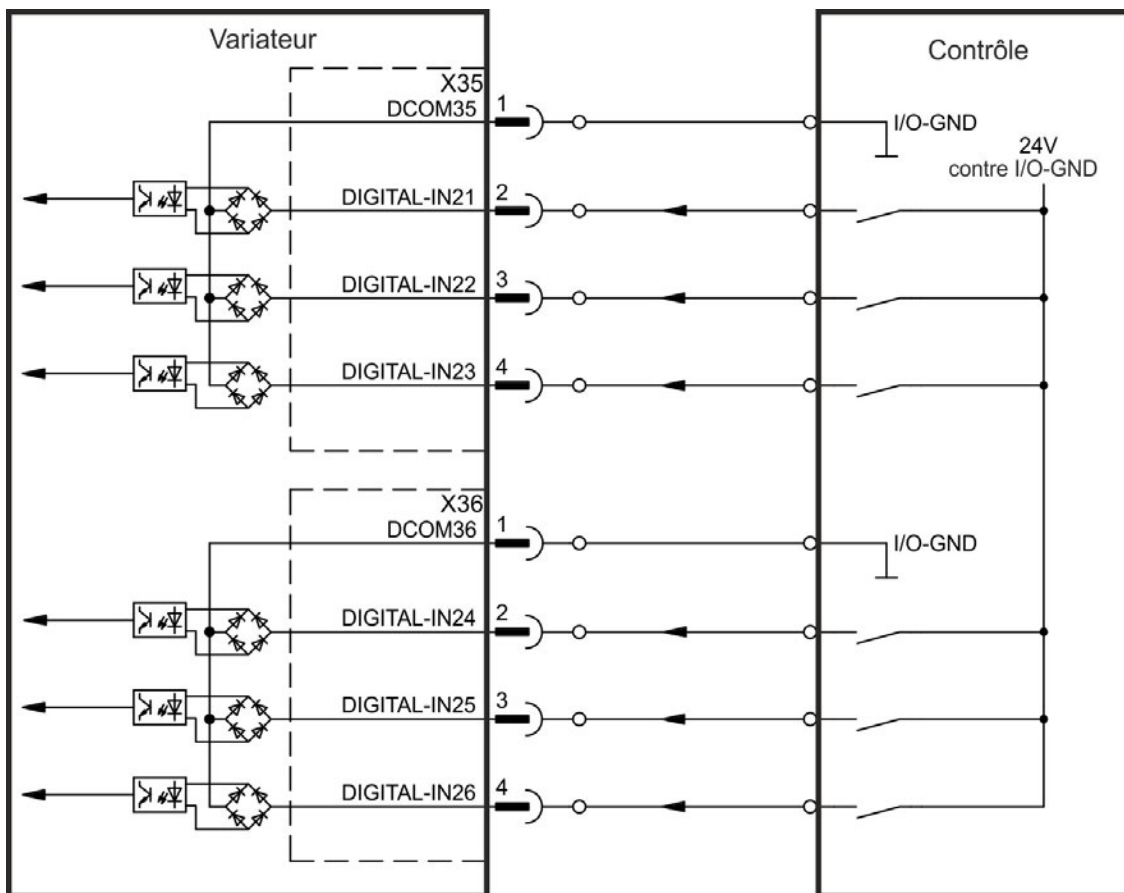 Variateur
Contrôle
X35
DCOM35
1
I/O-GND
24V
contre I/O-GND
DIGITAL-IN21
2
DIGITAL-IN22
3
DIGITAL-IN23
4
X36
DCOM36
1
I/O-GND
DIGITAL-IN24
2
DIGITAL-IN25
3
DIGITAL-IN26
4